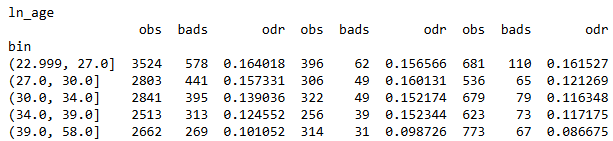 ln_age
obs bads odr obs bads odr obs bads odr
bin
(22.999, 27.0] 3524 578 0.164018 396 62 0.156566 681 110 0.161527
(27.0, 30.0] 2803 441 0.157331 306 49 0.160131 536 65 0.121269
(30.0, 34.0] 2841 395 0.139036 322 49 0.152174 679 79 0.116348
(34.0, 39.0] 2513 313 0.124552 256 39 0.152344 623 73 0.117175
(39.0, 58.0] 2662 269 0.101052 314 31 0.098726 773 67 0.086675